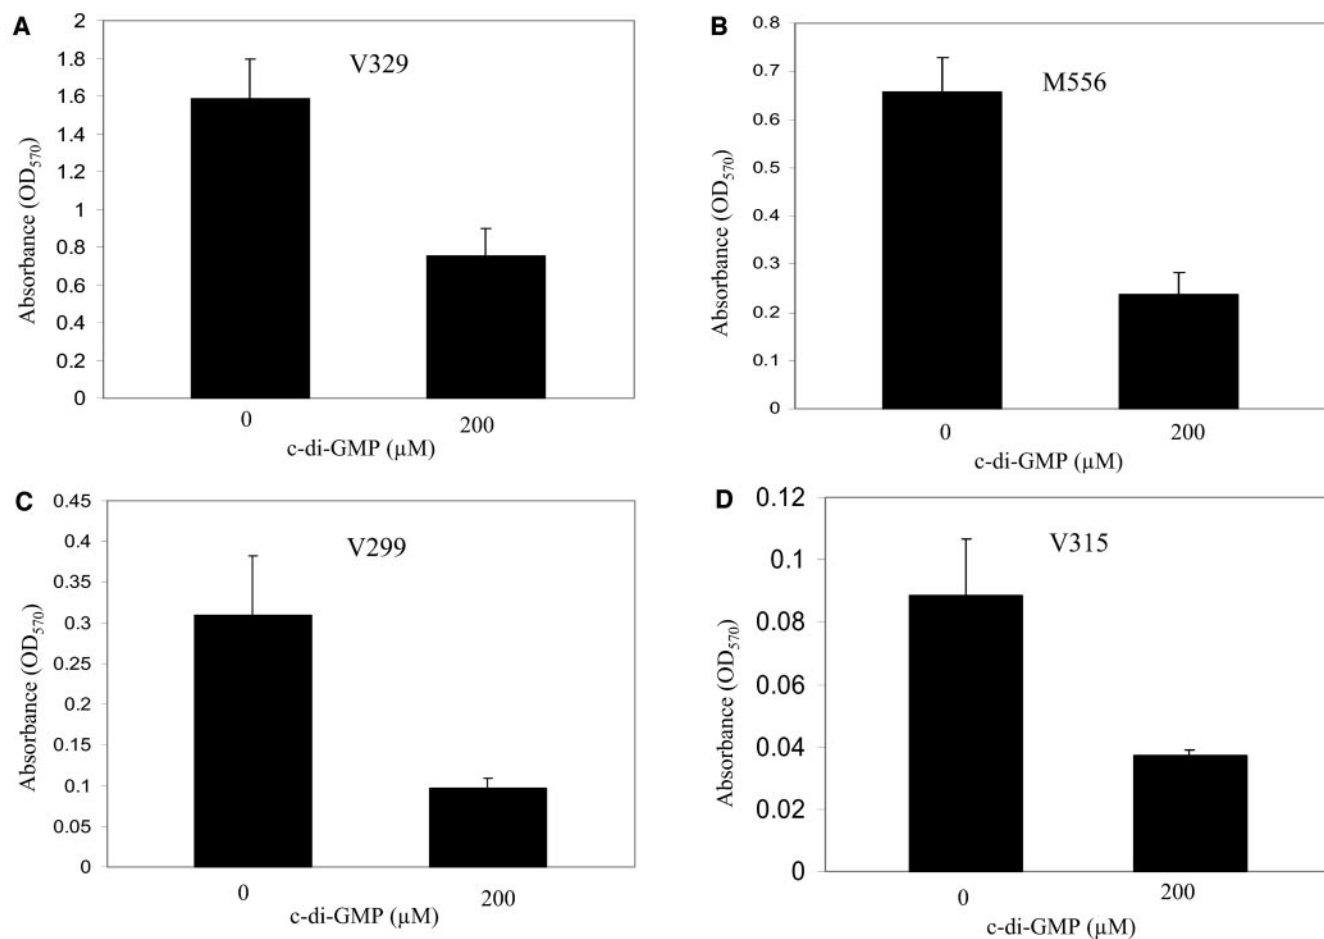 A
2
1.8
1.6
1.4
1.2
1
0.8
0.6
0.4
0.2
0
Absorbance (OD570)
V329
0
200
c-di-GMP (µM)
B
0.8
0.7
0.6
0.5
0.4
0.3
0.2
0.1
0
Absorbance (OD570)
M556
0
200
c-di-GMP (µM)
C
0.45
0.4
0.35
0.3
0.25
0.2
0.15
0.1
0.05
0
Absorbance (OD570)
V299
0
200
c-di-GMP (µM)
D
0.12
0.1
0.08
0.06
0.04
0.02
0
Absorbance (OD570)
V315
0
200
c-di-GMP (µM)